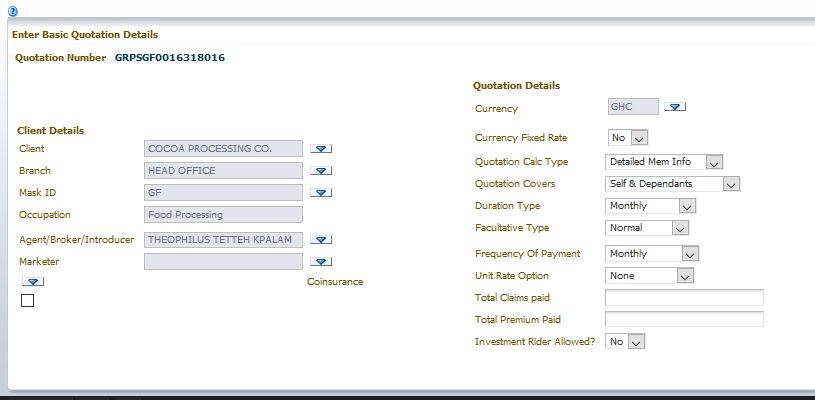 Enter Basic Quotation Details
Quotation Number GRPSGF0016318016
Client Details
Client COCOA PROCESSING CO.
Branch HEAD OFFICE
Mask ID GF
Occupation Food Processing
Agent/Broker/Introducer THEOPHILUS TETTEH KPALAM
Marketer
Coinsurance
Quotation Details
Currency GHC
Currency Fixed Rate No
Quotation Calc Type Detailed Mem Info
Quotation Covers Self & Dependants
Duration Type Monthly
Facultative Type Normal
Frequency Of Payment Monthly
Unit Rate Option None
Total Claims paid
Total Premium Paid
Investment Rider Allowed? No